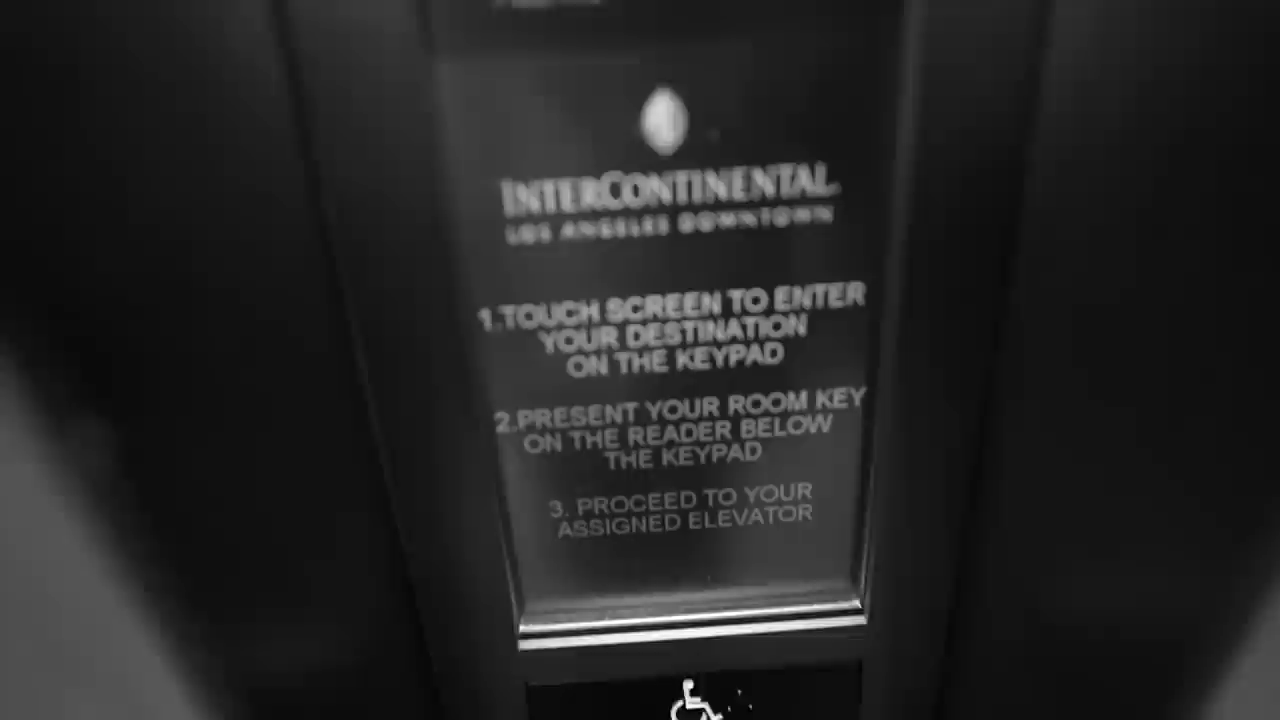 INTERCONTINENTAL
LOS ANGELES DOWNTOWN
1.TOUCH SCREEN TO ENTER
YOUR DESTINATION
ON THE KEYPAD
2.PRESENT YOUR ROOM KEY
ON THE READER BELOW
THE KEYPAD
3. PROCEED TO YOUR
ASSIGNED ELEVATOR